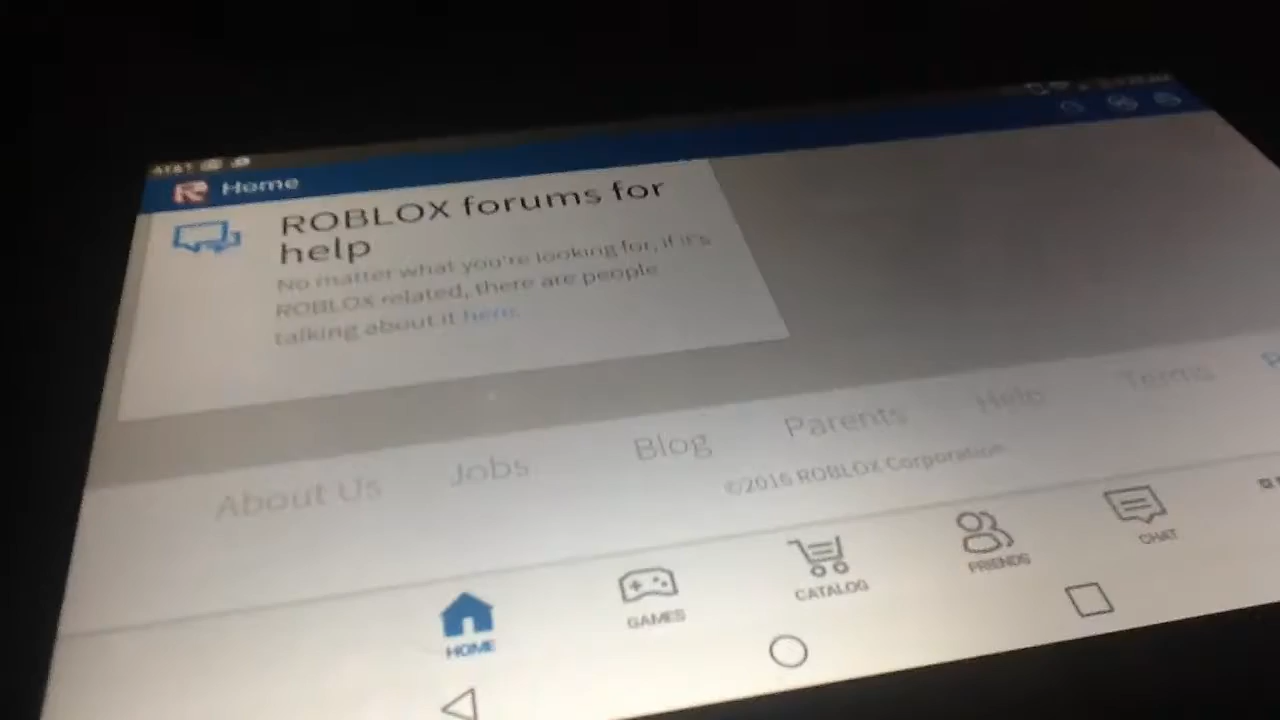 AT&T
Home
ROBLOX forums for
help
No matter what you're looking for, if it's
ROBLOX related, there are people
talking about it here.
About Us
Jobs
Blog
Parents
Help
Terms
©2016 ROBLOX Corporation
HOME
GAMES
CATALOG
FRIENDS
CHAT